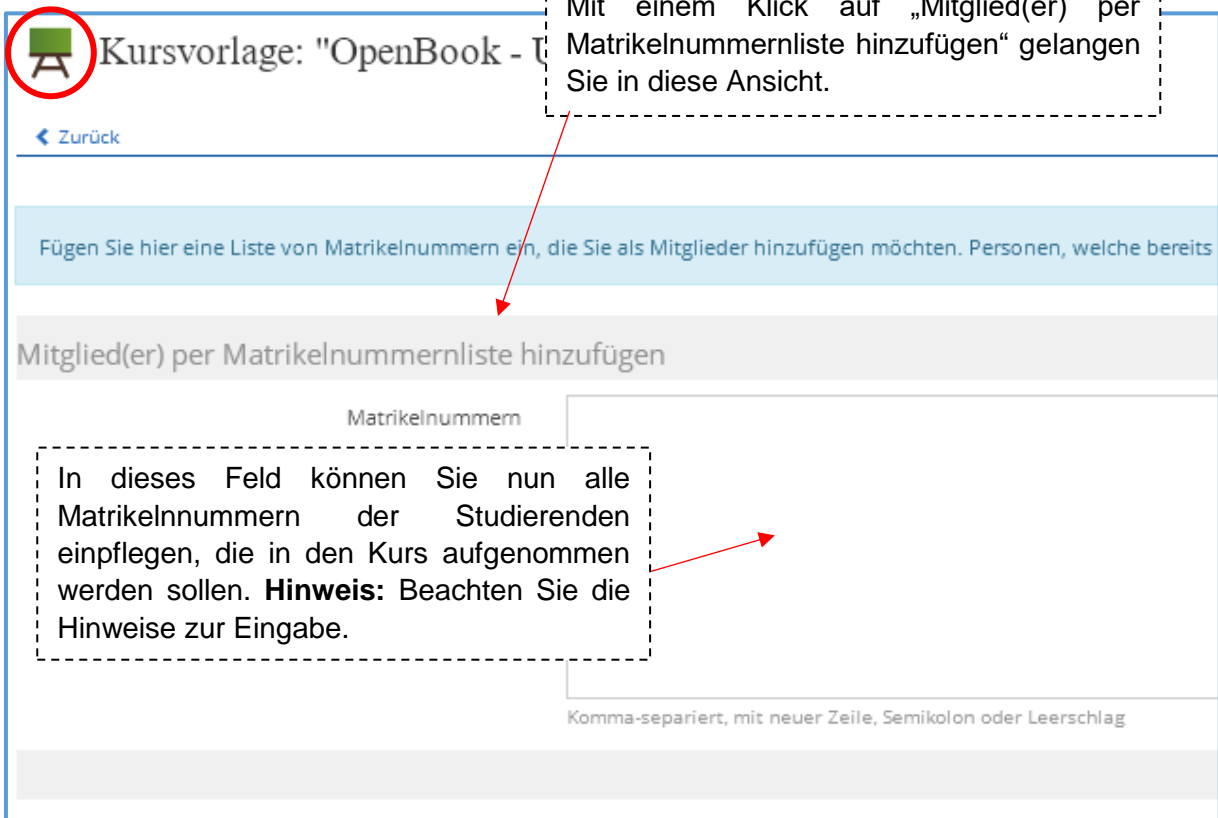 Mit einem Klick auf „Mitglied(er) per
Matrikelnummernliste hinzufügen“ gelangen
Sie in diese Ansicht.
Kursvorlage: "OpenBook -
Zurück
Fügen Sie hier eine Liste von Matrikelnummern ein, die Sie als Mitglieder hinzufügen möchten. Personen, welche bereits
Mitglied(er) per Matrikelnummernliste hinzufügen
Matrikelnummern
In dieses Feld können Sie nun alle
Matrikelnnummern der Studierenden
einpflegen, die in den Kurs aufgenommen
werden sollen. Hinweis: Beachten Sie die
Hinweise zur Eingabe.
Komma-separiert, mit neuer Zeile, Semikolon oder Leerschlag